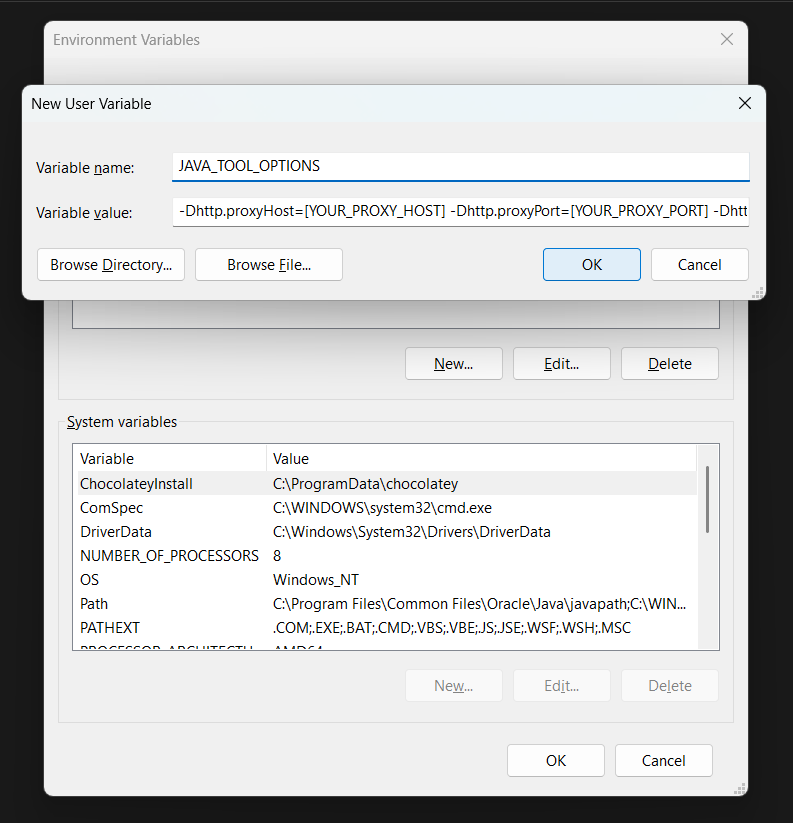 Environment Variables
New User Variable
Variable name: JAVA_TOOL_OPTIONS
Variable value: -Dhttp.proxyHost=[YOUR_PROXY_HOST] -Dhttp.proxyPort=[YOUR_PROXY_PORT] -Dhtt
Browse Directory... Browse File... OK Cancel
New... Edit... Delete
System variables
Variable Value
ChocolateyInstall C:\ProgramData\chocolatey
ComSpec C:\WINDOWS\system32\cmd.exe
DriverData C:\Windows\System32\Drivers\DriverData
NUMBER_OF_PROCESSORS 8
OS Windows_NT
Path C:\Program Files\Common Files\Oracle\Java\javapath;C:\WIN...
PATHEXT .COM;.EXE;.BAT;.CMD;.VBS;.VBE;.JS;.JSE;.WSF;.WSH;.MSC
PROCESSOR_ARCHITECTU AMD64
New... Edit... Delete
OK Cancel